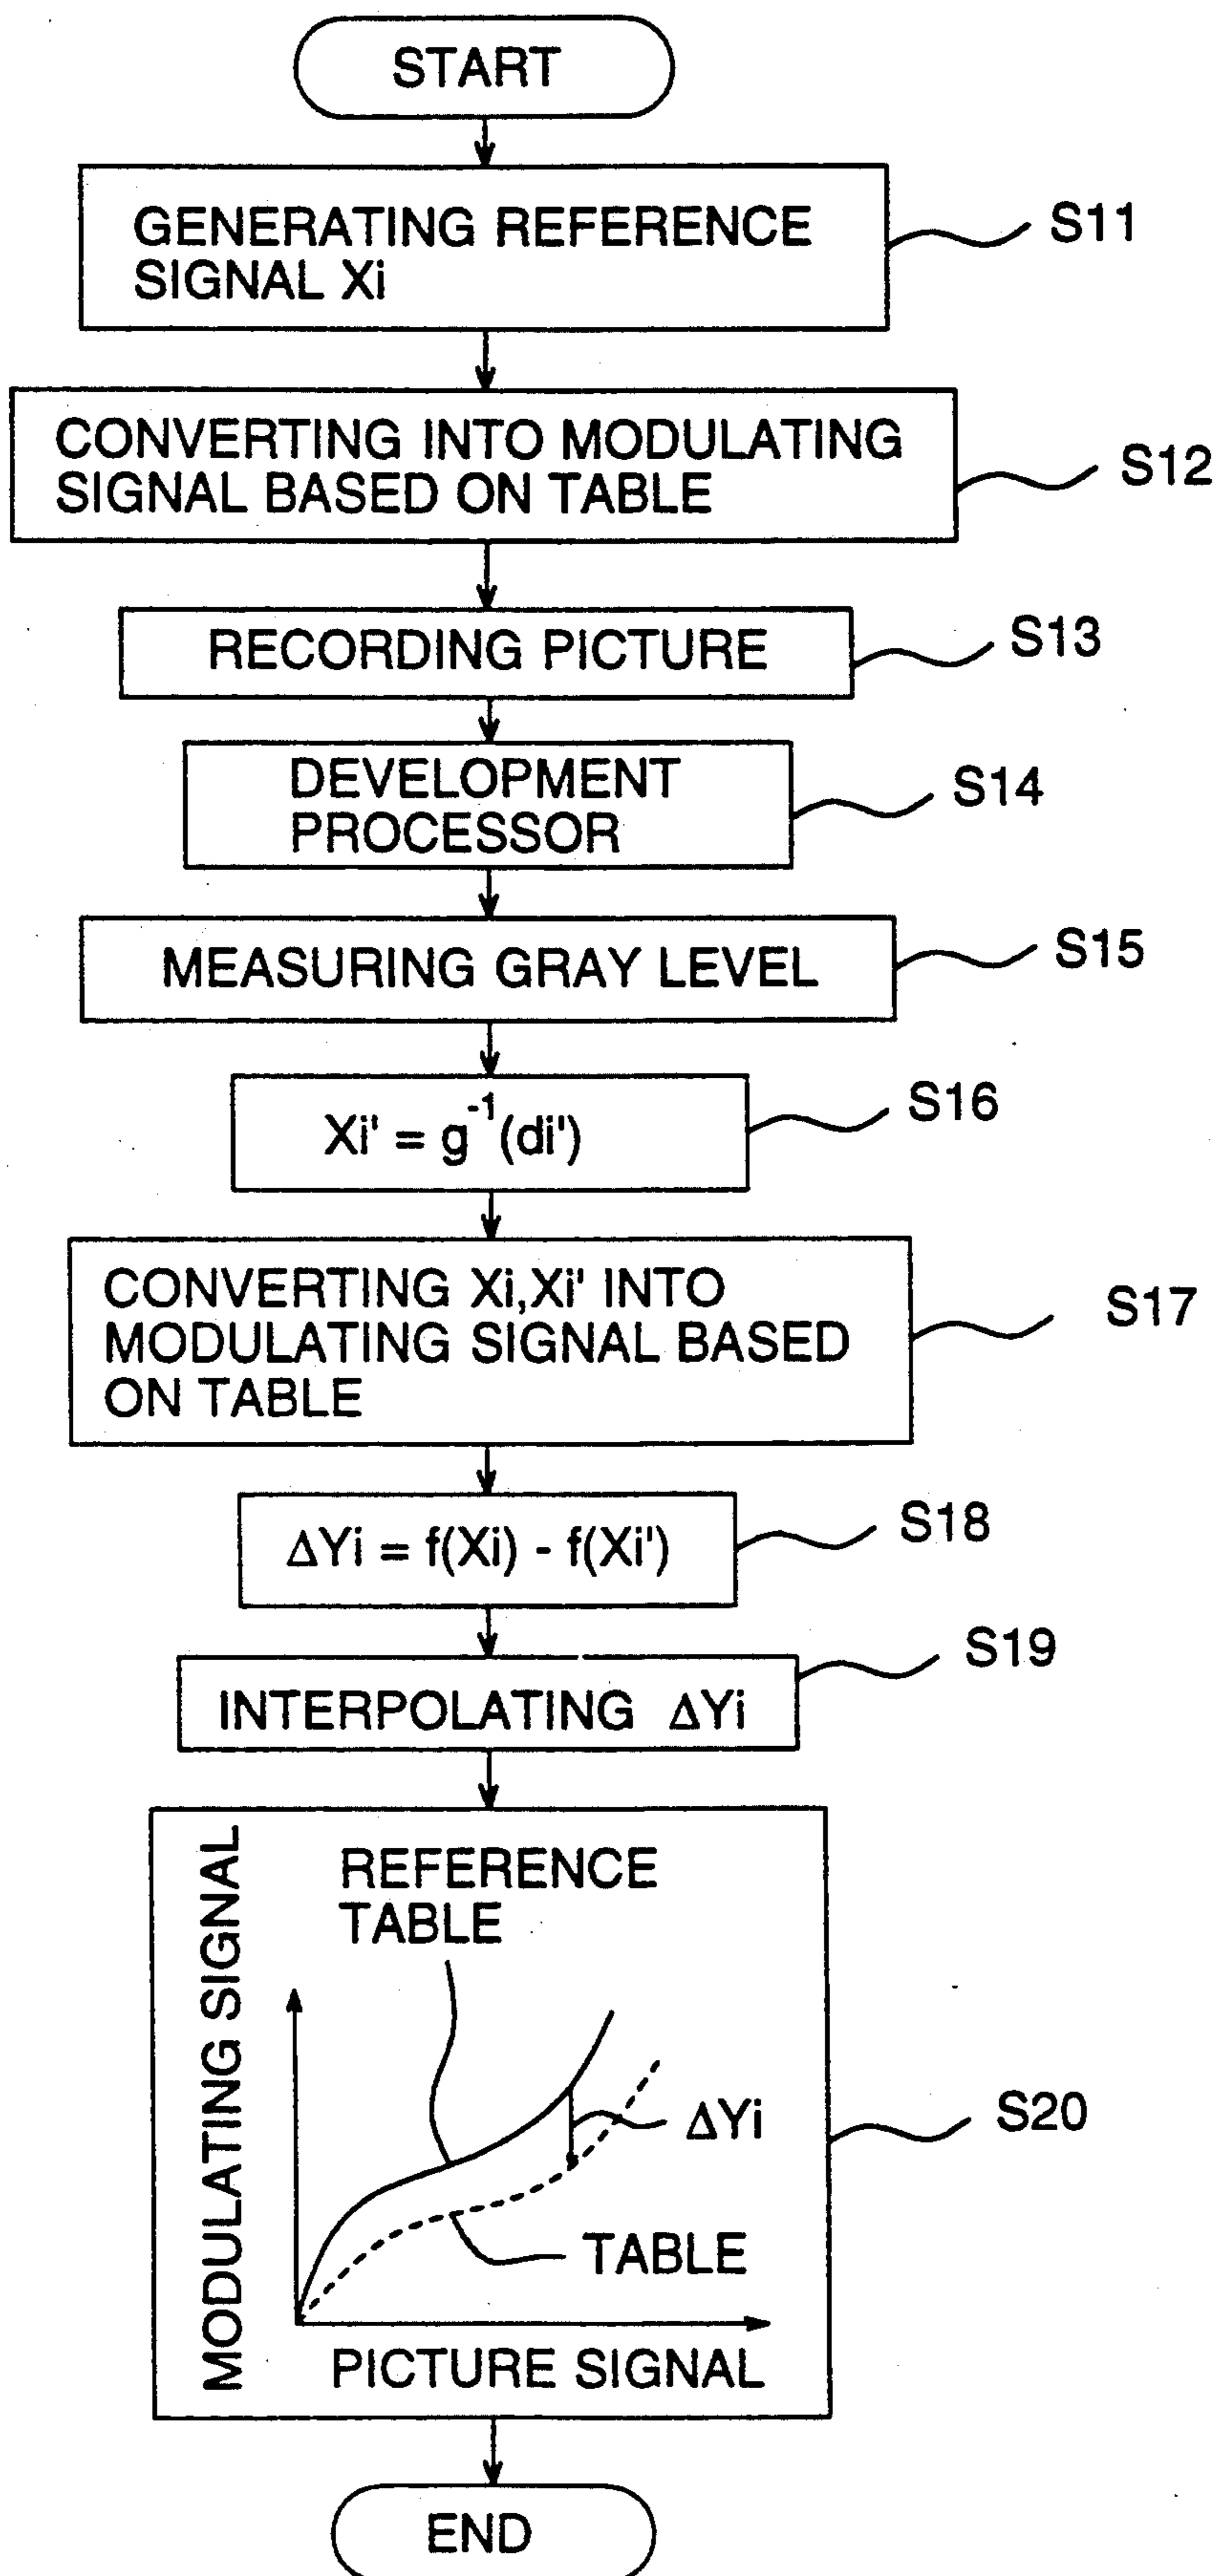 START
GENERATING REFERENCE
SIGNAL Xi
S11
CONVERTING INTO MODULATING
SIGNAL BASED ON TABLE
S12
RECORDING PICTURE
S13
DEVELOPMENT
PROCESSOR
S14
MEASURING GRAY LEVEL
S15
Xi' = g⁻¹(di')
S16
CONVERTING Xi,Xi' INTO
MODULATING SIGNAL BASED
ON TABLE
S17
ΔYi = f(Xi) - f(Xi')
S18
INTERPOLATING ΔYi
S19
MODULATING SIGNAL
REFERENCE
TABLE
ΔYi
TABLE
PICTURE SIGNAL
S20
END